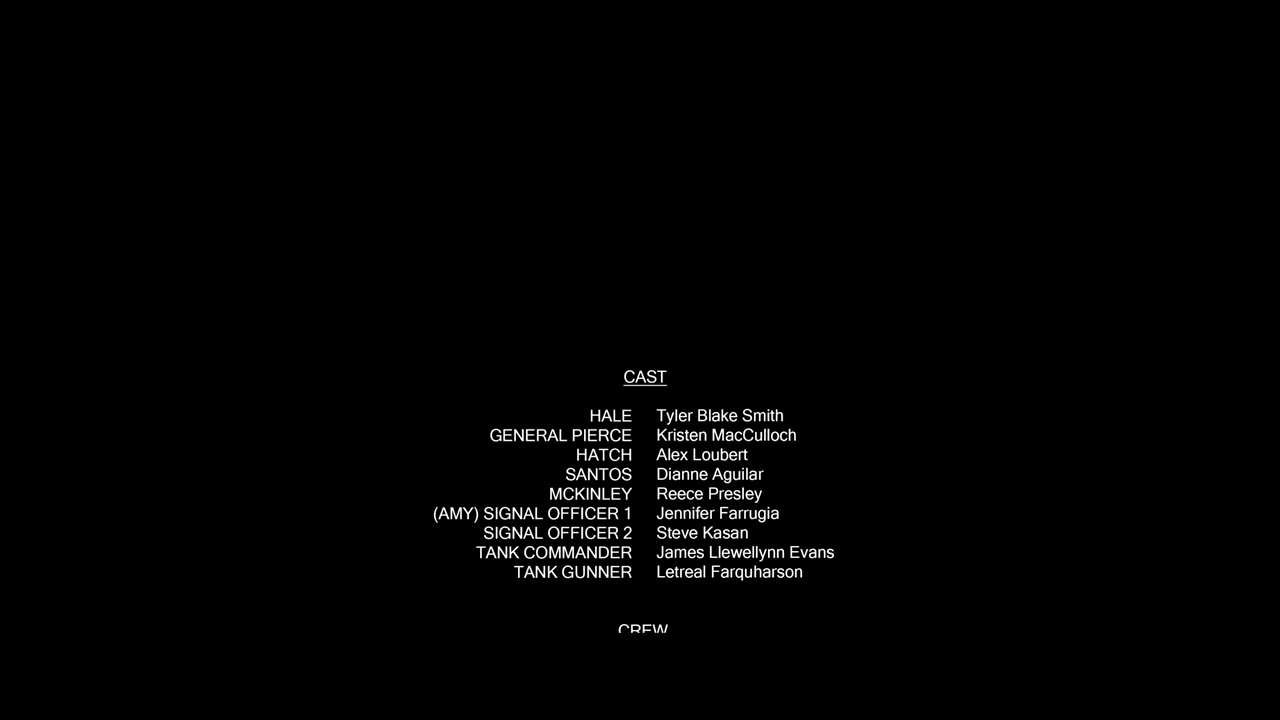 CAST
HALE Tyler Blake Smith
GENERAL PIERCE Kristen MacCulloch
HATCH Alex Loubert
SANTOS Dianne Aguilar
MCKINLEY Reece Presley
(AMY) SIGNAL OFFICER 1 Jennifer Farrugia
SIGNAL OFFICER 2 Steve Kasan
TANK COMMANDER James Llewellynn Evans
TANK GUNNER Letreal Farquharson
CREW